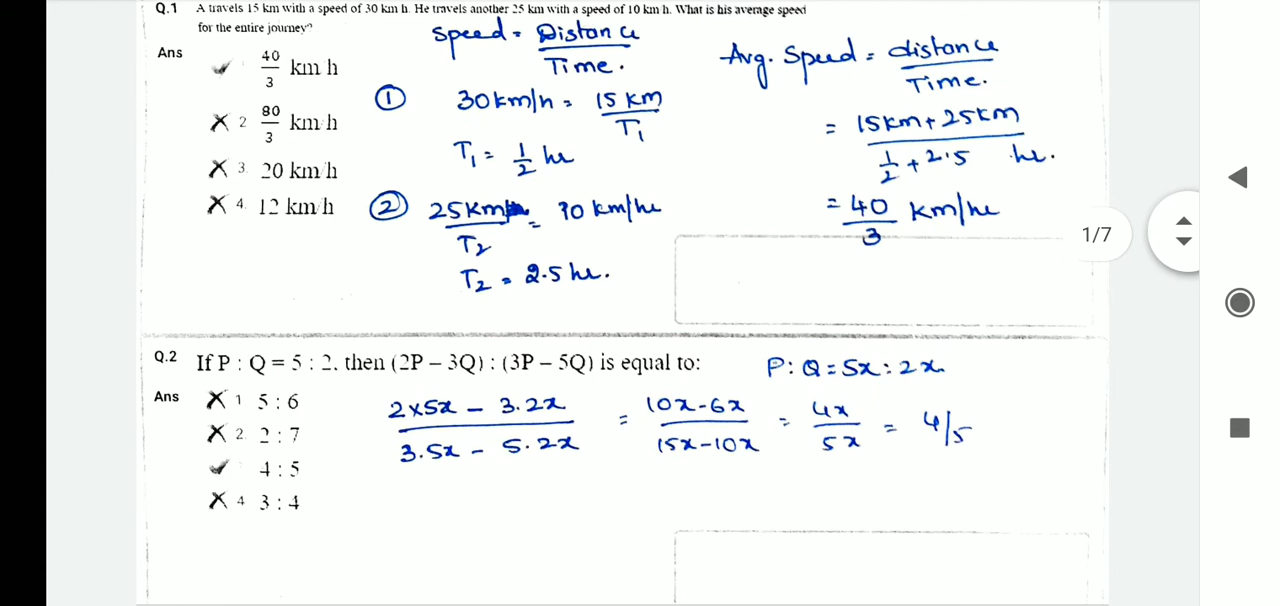 Q.1 A travels 15 km with a speed of 30 km h. He travels another 25 km with a speed of 10 km h. What is his average speed
for the entire journey?
Ans
40/3 km h
2 80/3 km h
3. 20 km/h
4. 12 km/h
Speed = Distance/Time.
① 30 km/h = 15 km/T₁
T₁ = 1/2 hr
② 25 km/T₂ = 10 km/hr
T₂ = 2.5 hr.
Avg. Speed = distance/Time.
= 15km + 25km / 1/2 + 2.5 hr.
= 40/3 km/hr
1/7
Q.2 If P : Q = 5 : 2. then (2P – 3Q) : (3P – 5Q) is equal to:
P : Q = 5x : 2x
Ans
1 5 : 6
2. 2 : 7
4 : 5
4 3 : 4
2×5x – 3.2x / 3.5x – 5.2x = 10x-6x / 15x-10x = 4x/5x = 4/5